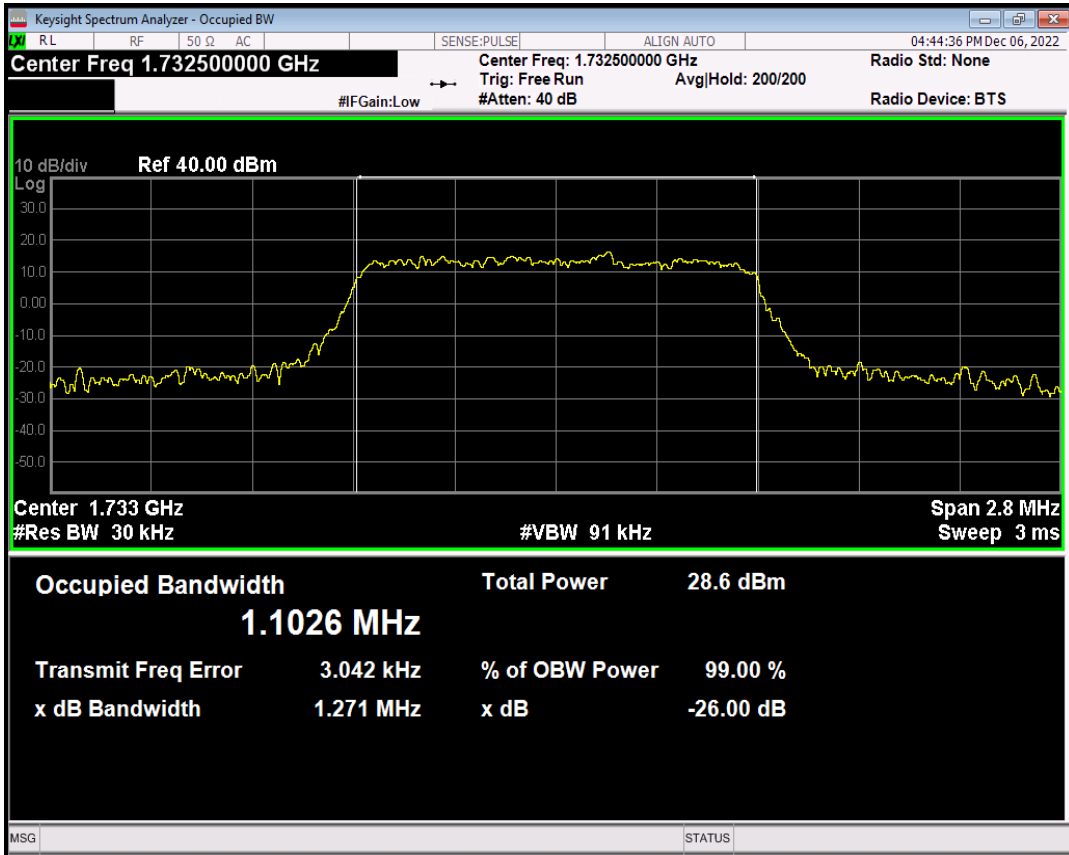 Keysight Spectrum Analyzer - Occupied BW
LXI RL RF 50 Ω AC SENSE:PULSE ALIGN AUTO 04:44:36 PM Dec 06, 2022
Center Freq 1.732500000 GHz Center Freq: 1.732500000 GHz Radio Std: None
Trig: Free Run Avg|Hold: 200/200
#IFGain:Low #Atten: 40 dB Radio Device: BTS
10 dB/div Ref 40.00 dBm
Log
30.0
20.0
10.0
0.00
-10.0
-20.0
-30.0
-40.0
-50.0
Center 1.733 GHz Span 2.8 MHz
#Res BW 30 kHz #VBW 91 kHz Sweep 3 ms
Occupied Bandwidth Total Power 28.6 dBm
1.1026 MHz
Transmit Freq Error 3.042 kHz % of OBW Power 99.00 %
x dB Bandwidth 1.271 MHz x dB -26.00 dB
MSG STATUS